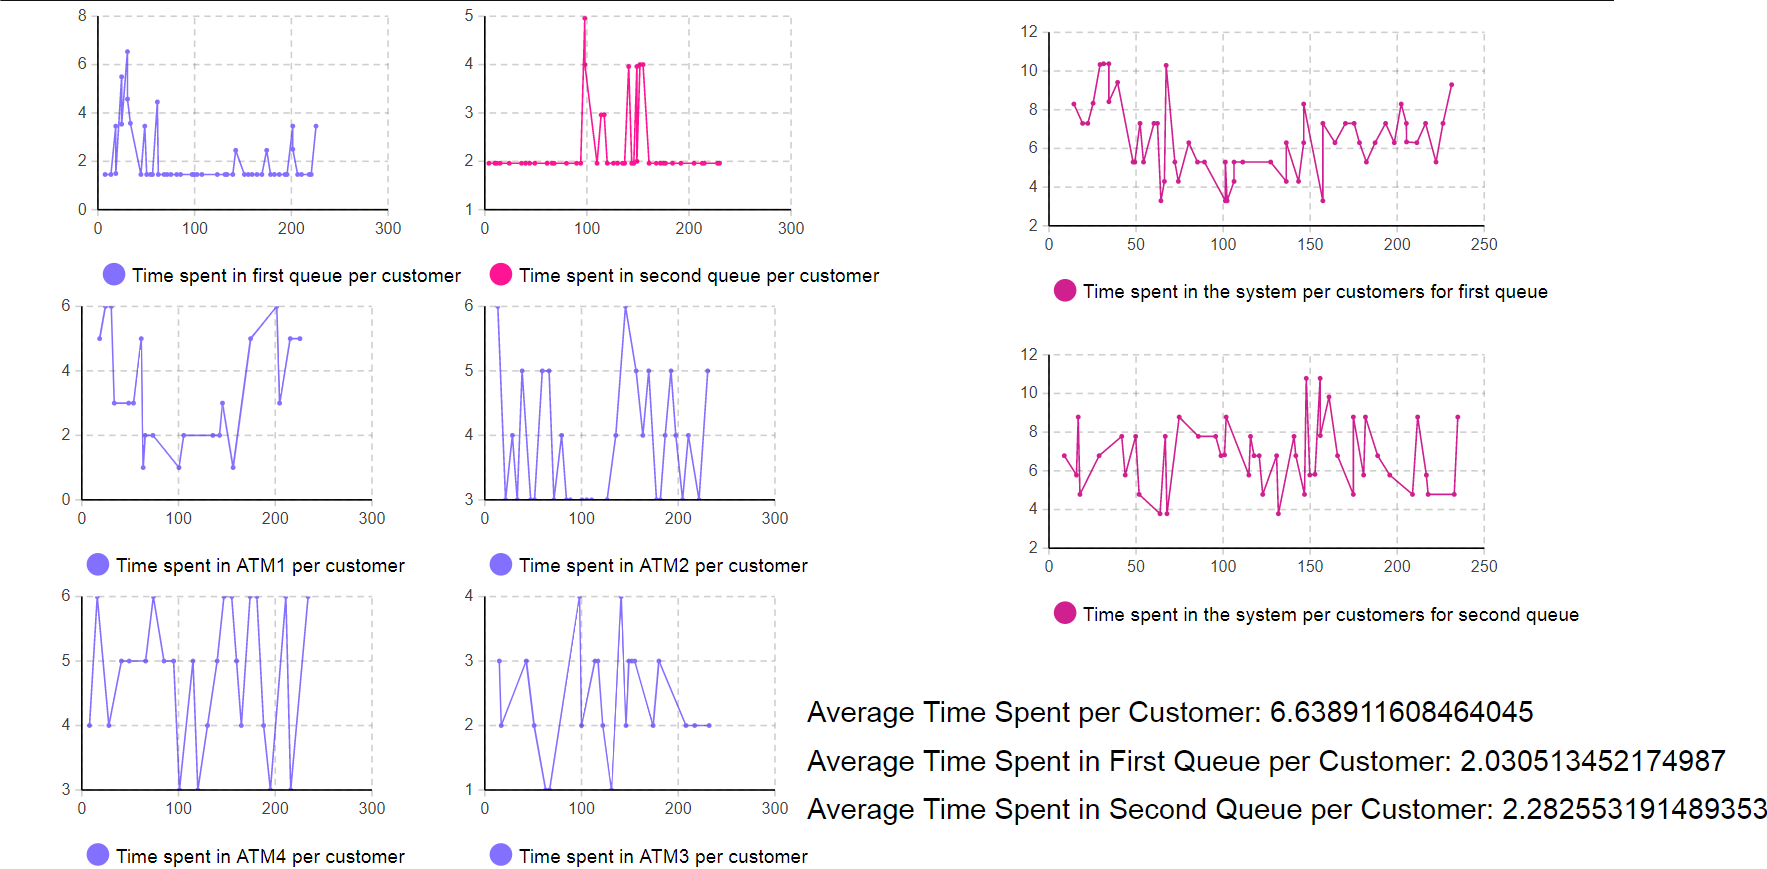 8
6
4
2
0
0 100 200 300
Time spent in first queue per customer
5
4
3
2
1
0 100 200 300
Time spent in second queue per customer
12
10
8
6
4
2
0 50 100 150 200 250
Time spent in the system per customers for first queue
6
4
2
0
0 100 200 300
Time spent in ATM1 per customer
6
5
4
3
0 100 200 300
Time spent in ATM2 per customer
12
10
8
6
4
2
0 50 100 150 200 250
Time spent in the system per customers for second queue
6
5
4
3
0 100 200 300
Time spent in ATM4 per customer
4
3
2
1
0 100 200 300
Time spent in ATM3 per customer
Average Time Spent per Customer: 6.638911608464045
Average Time Spent in First Queue per Customer: 2.030513452174987
Average Time Spent in Second Queue per Customer: 2.282553191489353